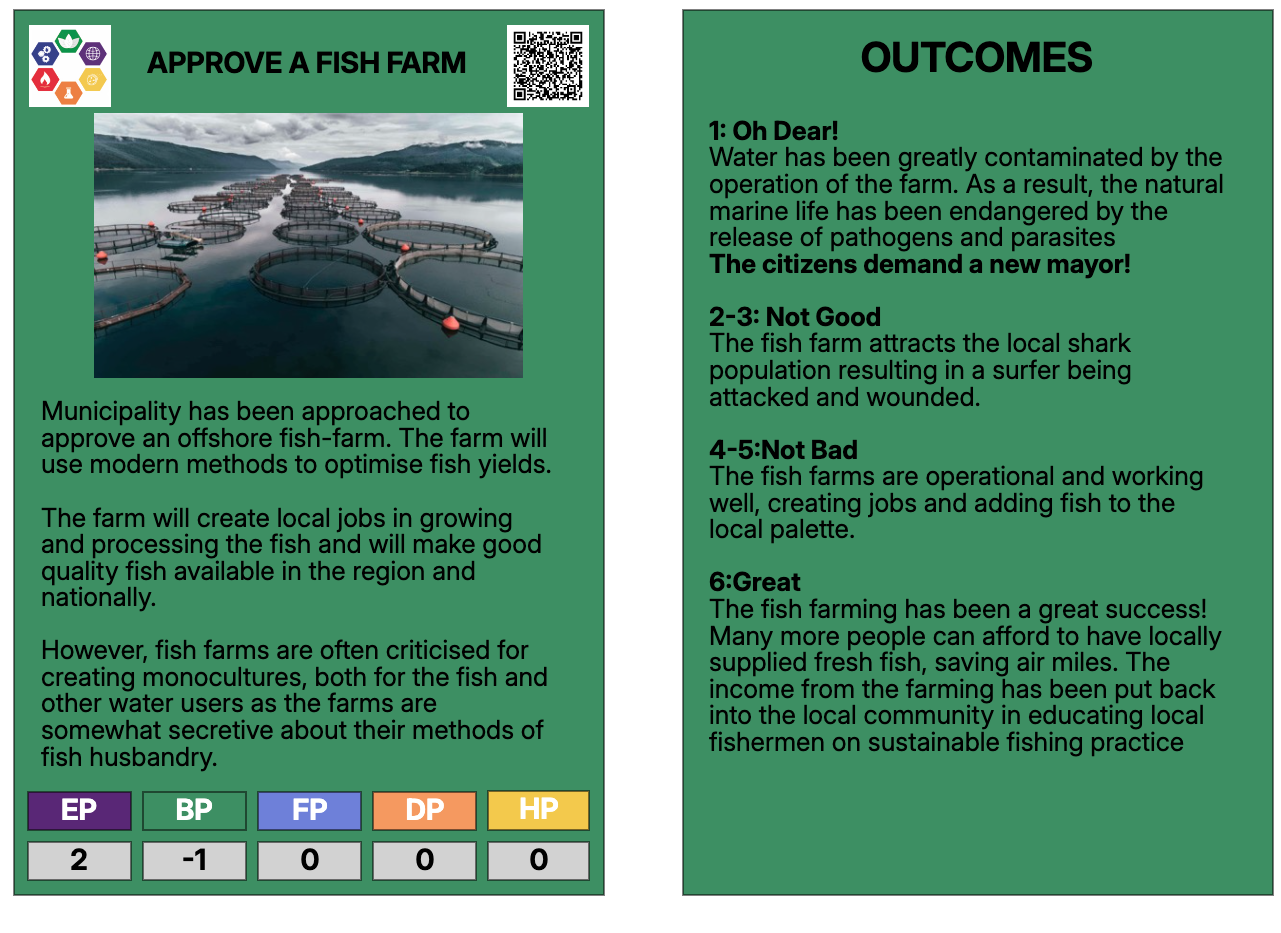 APPROVE A FISH FARM
Municipality has been approached to
approve an offshore fish-farm. The farm will
use modern methods to optimise fish yields.
The farm will create local jobs in growing
and processing the fish and will make good
quality fish available in the region and
nationally.
However, fish farms are often criticised for
creating monocultures, both for the fish and
other water users as the farms are
somewhat secretive about their methods of
fish husbandry.
EP BP FP DP HP
2 -1 0 0 0
OUTCOMES
1: Oh Dear!
Water has been greatly contaminated by the
operation of the farm. As a result, the natural
marine life has been endangered by the
release of pathogens and parasites
The citizens demand a new mayor!
2-3: Not Good
The fish farm attracts the local shark
population resulting in a surfer being
attacked and wounded.
4-5:Not Bad
The fish farms are operational and working
well, creating jobs and adding fish to the
local palette.
6:Great
The fish farming has been a great success!
Many more people can afford to have locally
supplied fresh fish, saving air miles. The
income from the farming has been put back
into the local community in educating local
fishermen on sustainable fishing practice